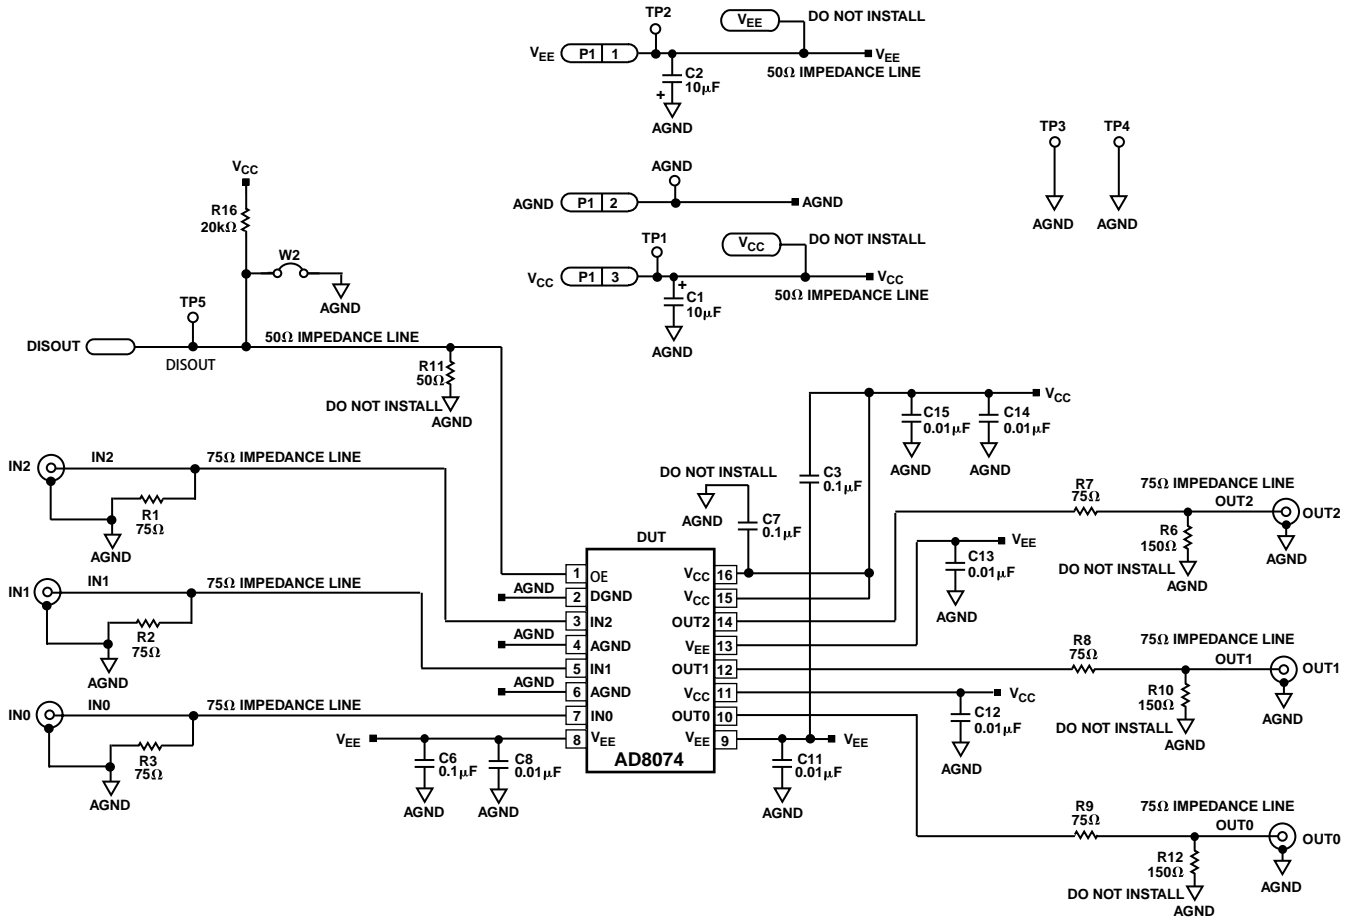 TP2
VEE
DO NOT INSTALL
VEE P1 1
VEE
50Ω IMPEDANCE LINE
C2
10μF
+
AGND
TP3
TP4
AGND
AGND
AGND
AGND P1 2
AGND
TP1
VCC
DO NOT INSTALL
VCC P1 3
VCC
50Ω IMPEDANCE LINE
+
C1
10μF
AGND
VCC
R16
20kΩ
W2
AGND
TP5
DISOUT
DISOUT
50Ω IMPEDANCE LINE
R11
50Ω
DO NOT INSTALL
AGND
IN2
IN2
75Ω IMPEDANCE LINE
R1
75Ω
AGND
IN1
IN1
75Ω IMPEDANCE LINE
R2
75Ω
AGND
IN0
IN0
75Ω IMPEDANCE LINE
R3
75Ω
AGND
VEE
C6
0.1μF
AGND
C8
0.01μF
AGND
AGND
AGND
AGND
DUT
1 OE
2 DGND
3 IN2
4 AGND
5 IN1
6 AGND
7 IN0
8 VEE
VCC 16
VCC 15
OUT2 14
VEE 13
OUT1 12
VCC 11
OUT0 10
VEE 9
AD8074
DO NOT INSTALL
AGND
C7
0.1μF
C3
0.1μF
VCC
C15
0.01μF
AGND
C14
0.01μF
AGND
VEE
C13
0.01μF
AGND
VCC
C12
0.01μF
AGND
VEE
C11
0.01μF
AGND
R7
75Ω
75Ω IMPEDANCE LINE
OUT2
OUT2
R6
150Ω
DO NOT INSTALL
AGND
AGND
R8
75Ω
75Ω IMPEDANCE LINE
OUT1
OUT1
R10
150Ω
DO NOT INSTALL
AGND
AGND
R9
75Ω
75Ω IMPEDANCE LINE
OUT0
OUT0
R12
150Ω
DO NOT INSTALL
AGND
AGND